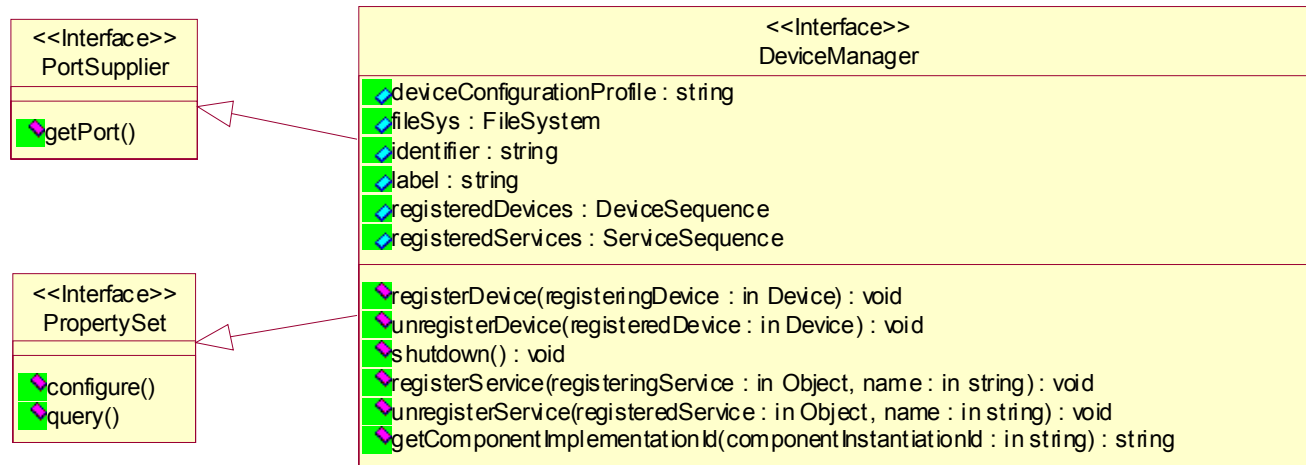 <<Interface>>
PortSupplier
getPort()
<<Interface>>
DeviceManager
deviceConfigurationProfile : string
fileSys : FileSystem
identifier : string
label : string
registeredDevices : DeviceSequence
registeredServices : ServiceSequence
<<Interface>>
PropertySet
configure()
query()
registerDevice(registeringDevice : in Device) : void
unregisterDevice(registeredDevice : in Device) : void
shutdown() : void
registerService(registeringService : in Object, name : in string) : void
unregisterService(registeredService : in Object, name : in string) : void
getComponentImplementationId(componentInstantiationId : in string) : string